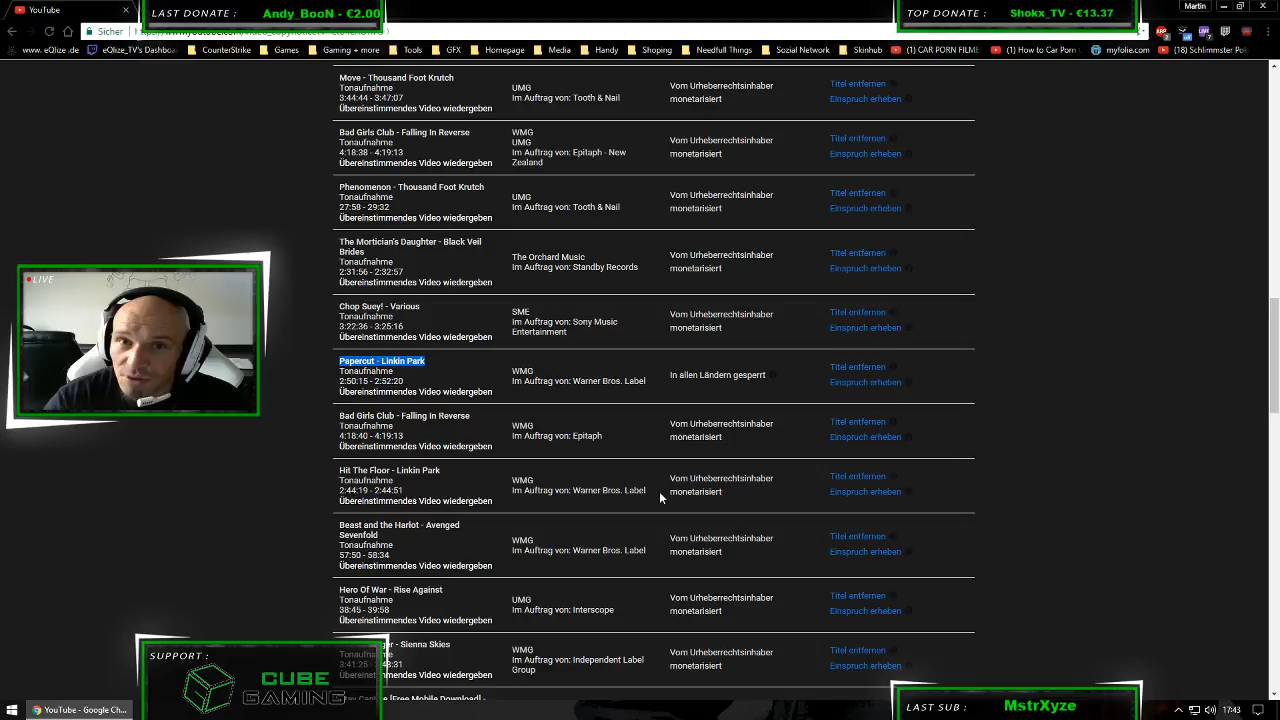 LAST DONATE : Andy_BooN - €2.00
TOP DONATE : Shokx_TV - €13.37
YouTube
Martin
Sicher
www.eQlize.de
eQlize_TV's Dashbo
CounterStrike
Games
Gaming + more
Tools
GFX
Homepage
Media
Handy
Shoping
Needfull Things
Sozial Network
Skinhub
(1) CAR PORN FILME
(1) How to Car Porn
myfolie.com
(18) Schlimmster Pok
Move - Thousand Foot Krutch
Tonaufnahme
3:44:44 - 3:47:07
Übereinstimmendes Video wiedergeben
UMG
Im Auftrag von: Tooth & Nail
Vom Urheberrechtsinhaber
monetarisiert
Titel entfernen
Einspruch erheben
Bad Girls Club - Falling In Reverse
Tonaufnahme
4:18:38 - 4:19:13
Übereinstimmendes Video wiedergeben
WMG
UMG
Im Auftrag von: Epitaph - New
Zealand
Vom Urheberrechtsinhaber
monetarisiert
Titel entfernen
Einspruch erheben
Phenomenon - Thousand Foot Krutch
Tonaufnahme
27:58 - 29:32
Übereinstimmendes Video wiedergeben
UMG
Im Auftrag von: Tooth & Nail
Vom Urheberrechtsinhaber
monetarisiert
Titel entfernen
Einspruch erheben
The Mortician's Daughter - Black Veil
Brides
Tonaufnahme
2:31:56 - 2:32:57
Übereinstimmendes Video wiedergeben
The Orchard Music
Im Auftrag von: Standby Records
Vom Urheberrechtsinhaber
monetarisiert
Titel entfernen
Einspruch erheben
LIVE
Chop Suey! - Various
Tonaufnahme
3:22:36 - 3:25:16
Übereinstimmendes Video wiedergeben
SME
Im Auftrag von: Sony Music
Entertainment
Vom Urheberrechtsinhaber
monetarisiert
Titel entfernen
Einspruch erheben
Papercut - Linkin Park
Tonaufnahme
2:50:15 - 2:52:20
Übereinstimmendes Video wiedergeben
WMG
Im Auftrag von: Warner Bros. Label
In allen Ländern gesperrt
Titel entfernen
Einspruch erheben
Bad Girls Club - Falling In Reverse
Tonaufnahme
4:18:40 - 4:19:13
Übereinstimmendes Video wiedergeben
WMG
Im Auftrag von: Epitaph
Vom Urheberrechtsinhaber
monetarisiert
Titel entfernen
Einspruch erheben
Hit The Floor - Linkin Park
Tonaufnahme
2:44:19 - 2:44:51
Übereinstimmendes Video wiedergeben
WMG
Im Auftrag von: Warner Bros. Label
Vom Urheberrechtsinhaber
monetarisiert
Titel entfernen
Einspruch erheben
Beast and the Harlot - Avenged
Sevenfold
Tonaufnahme
57:50 - 58:34
Übereinstimmendes Video wiedergeben
WMG
Im Auftrag von: Warner Bros. Label
Vom Urheberrechtsinhaber
monetarisiert
Titel entfernen
Einspruch erheben
Hero Of War - Rise Against
Tonaufnahme
38:45 - 39:58
Übereinstimmendes Video wiedergeben
UMG
Im Auftrag von: Interscope
Vom Urheberrechtsinhaber
monetarisiert
Titel entfernen
Einspruch erheben
- Sienna Skies
Tonaufnahme
Übereinstimmendes Video wiedergeben
WMG
Im Auftrag von: Independent Label
Group
Vom Urheberrechtsinhaber
monetarisiert
Titel entfernen
Einspruch erheben
SUPPORT :
CUBE
GAMING
LAST SUB : MstrXyze
YouTube - Google Ch...
17:43